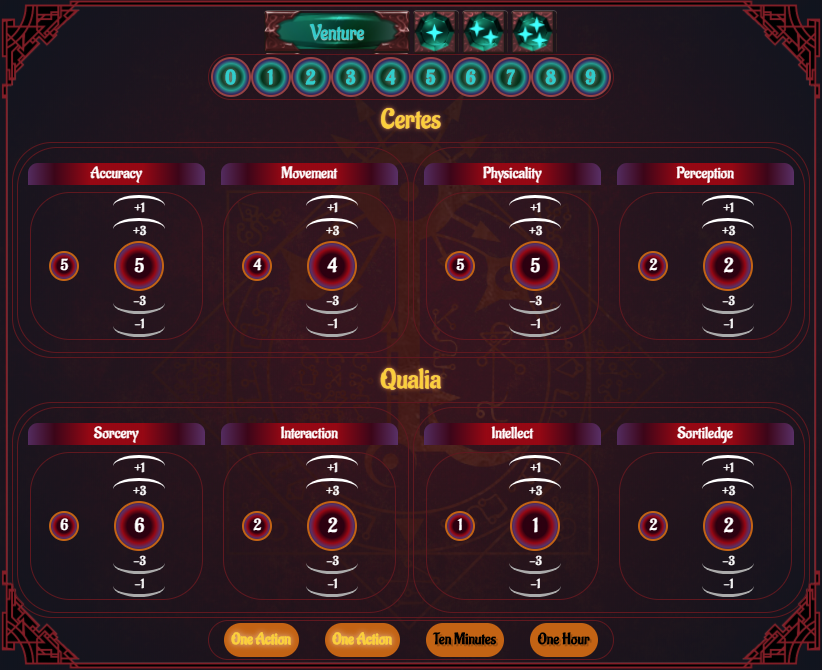 Venture
0 1 2 3 4 5 6 7 8 9
Certes
Accuracy Movement Physicality Perception
+1 +1 +1 +1
+3 +3 +3 +3
5 5 4 4 5 5 2 2
−3 −3 −3 −3
−1 −1 −1 −1
Qualia
Sorcery Interaction Intellect Sortiledge
+1 +1 +1 +1
+3 +3 +3 +3
6 6 2 2 1 1 2 2
−3 −3 −3 −3
−1 −1 −1 −1
One Action One Action Ten Minutes One Hour